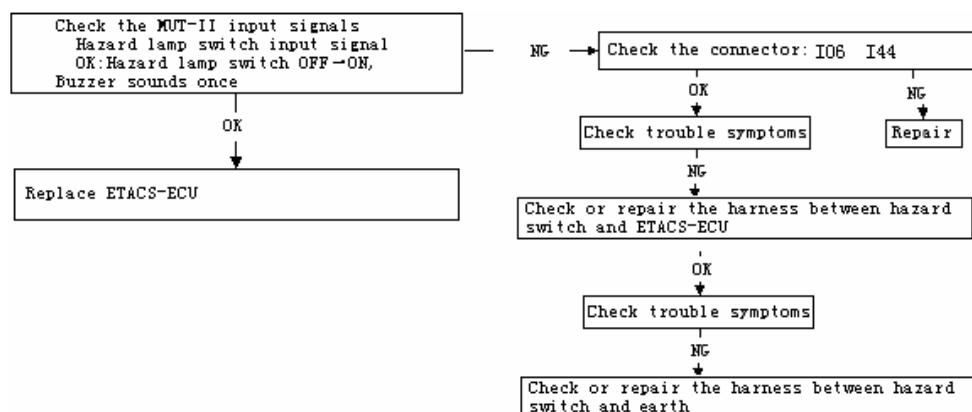 Check the MUT-II input signals
Hazard lamp switch input signal
OK:Hazard lamp switch OFF→ON,
Buzzer sounds once
NG
Check the connector: I06 I44
OK
OK
NG
Check trouble symptoms
Repair
NG
Replace ETACS-ECU
Check or repair the harness between hazard
switch and ETACS-ECU
OK
Check trouble symptoms
NG
Check or repair the harness between hazard
switch and earth